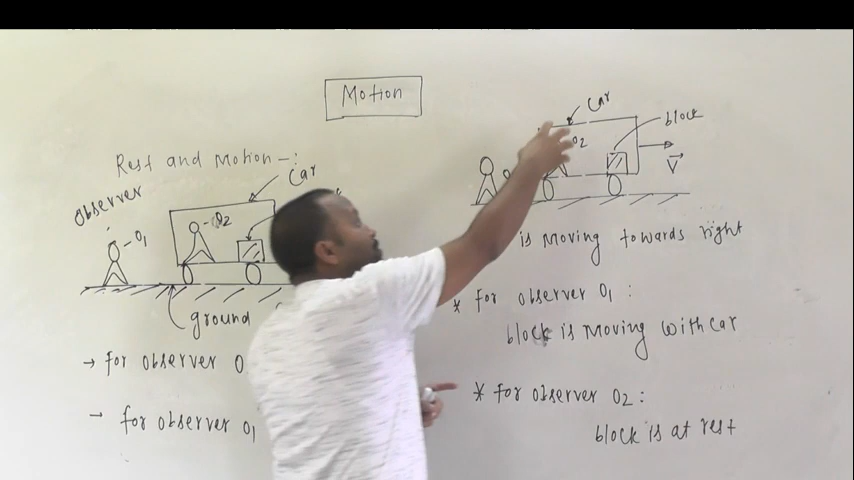 Motion
Rest and Motion -:
Observer
Car
O1
O2
ground
→ for observer O
→ for observer O1
Car
block
O2
V
is moving towards right
* for observer O1 :
block is moving with car
* for observer O2 :
block is at rest